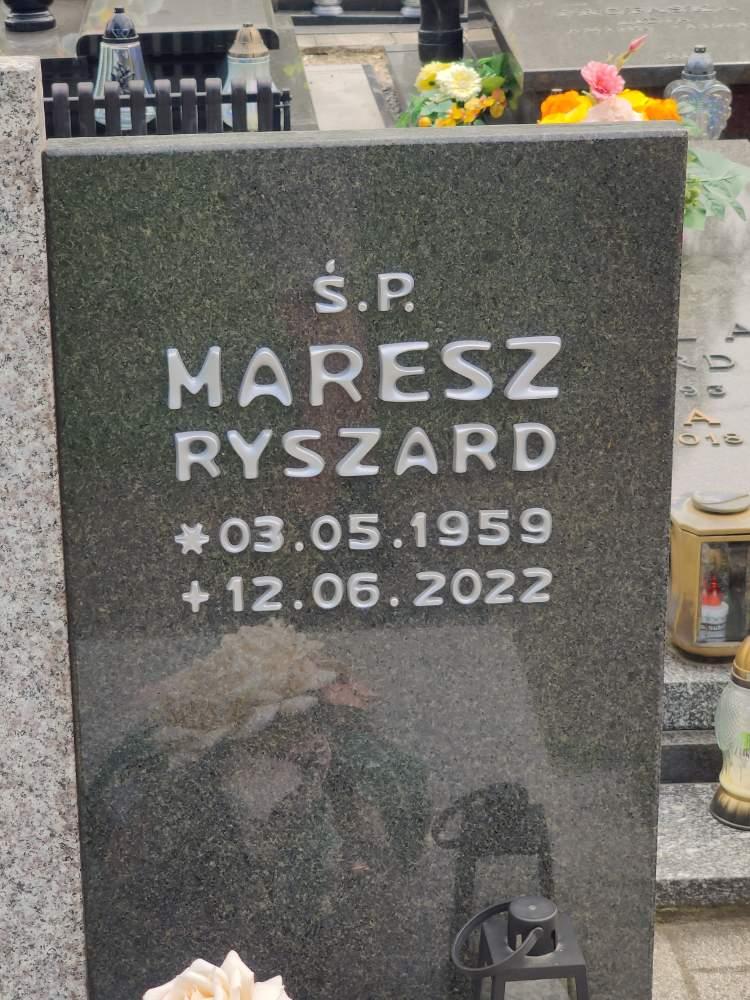 Ś.P.
MARESZ
RYSZARD
*03.05.1959
+12.06.2022